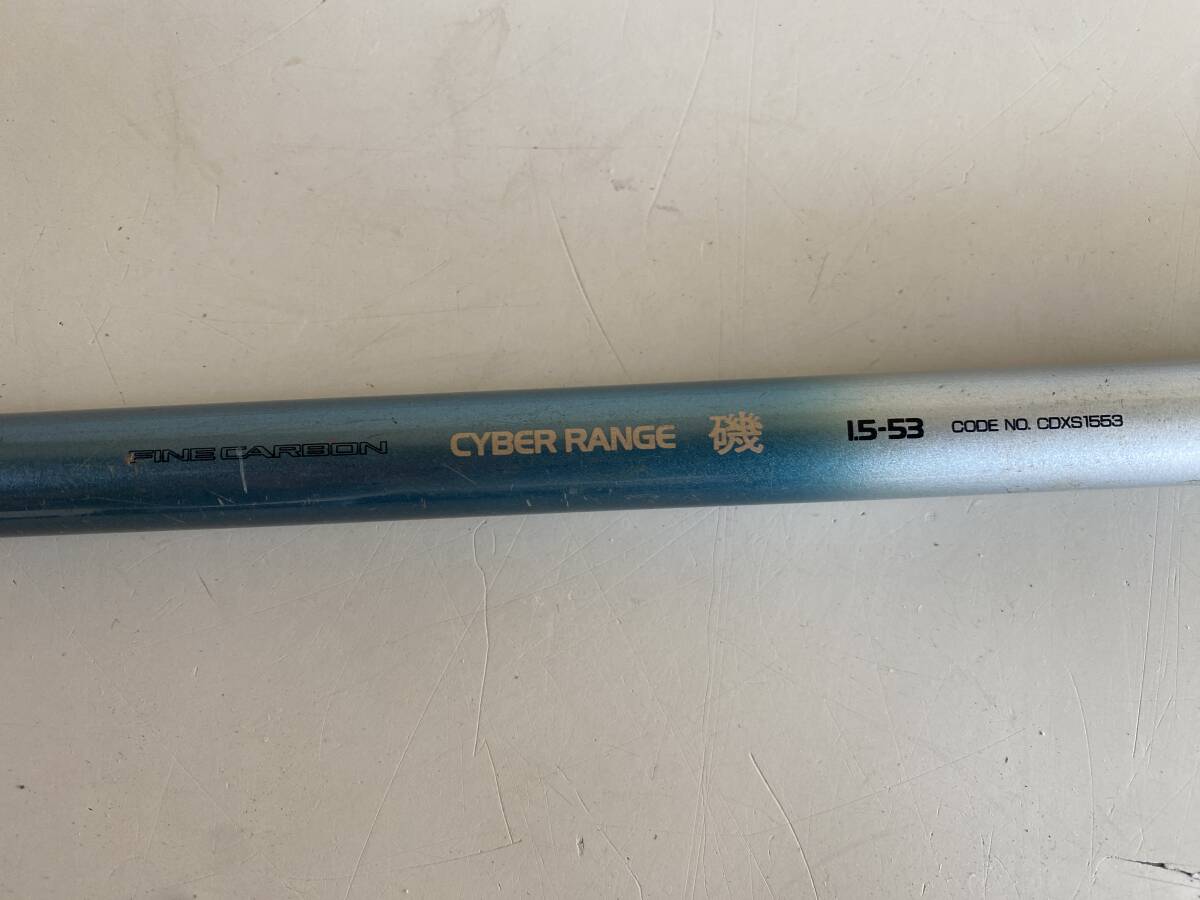 FINE CARBON CYBER RANGE 磯 1.5-53 CODE NO. CDXS1553